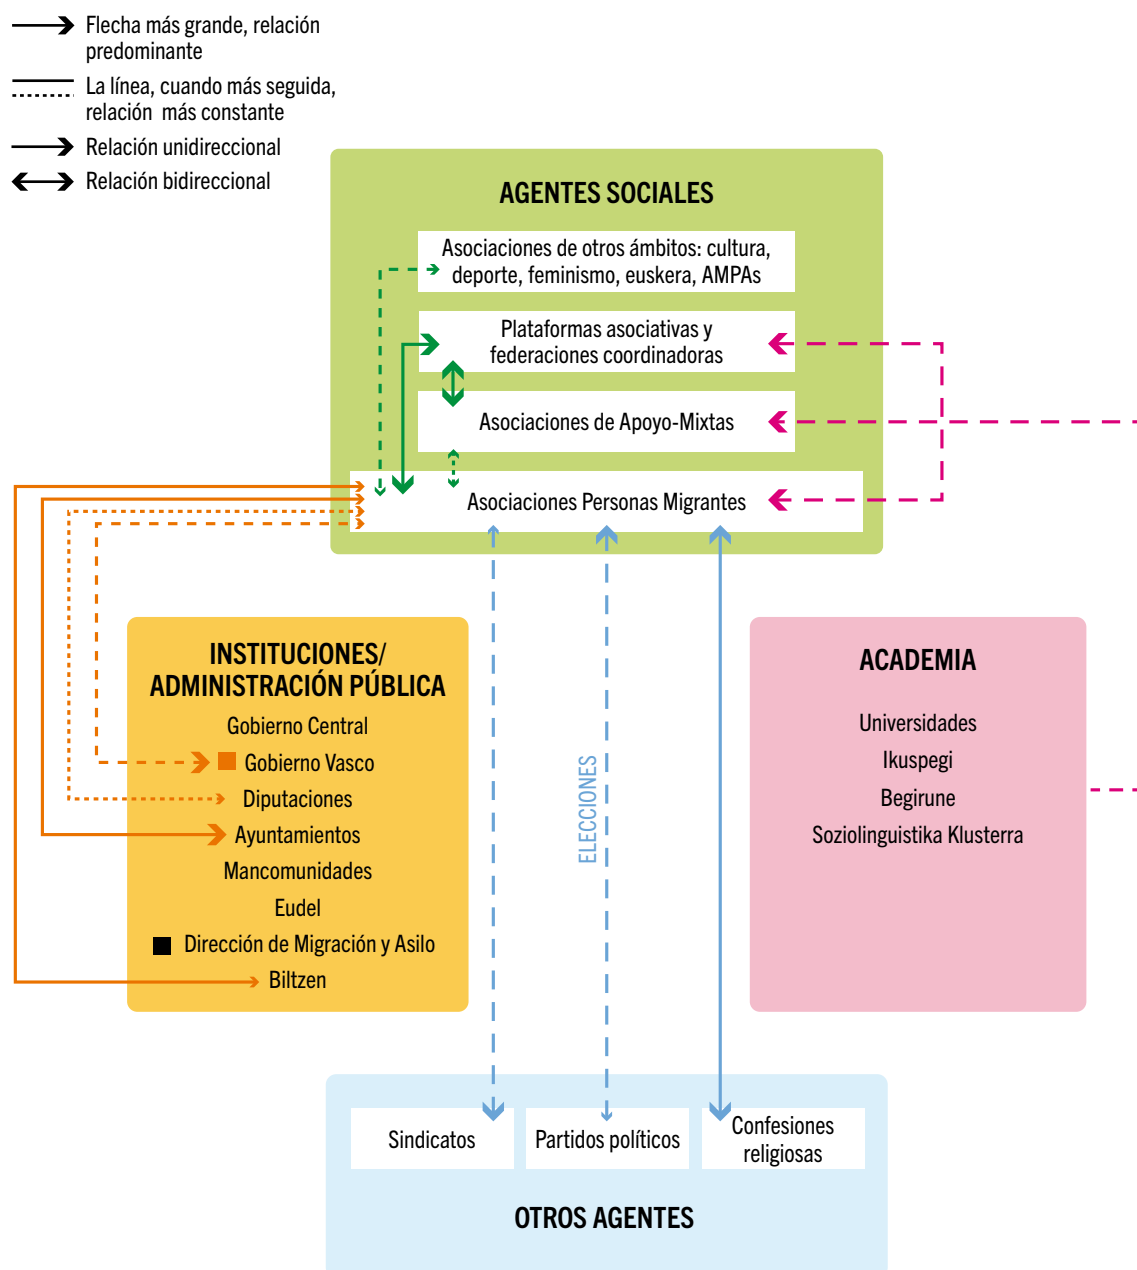 Flecha más grande, relación
predominante
La línea, cuando más seguida,
relación más constante
Relación unidireccional
Relación bidireccional
AGENTES SOCIALES
Asociaciones de otros ámbitos: cultura,
deporte, feminismo, euskera, AMPAs
Plataformas asociativas y
federaciones coordinadoras
Asociaciones de Apoyo-Mixtas
Asociaciones Personas Migrantes
INSTITUCIONES/
ADMINISTRACIÓN PÚBLICA
Gobierno Central
Gobierno Vasco
Diputaciones
Ayuntamientos
Mancomunidades
Eudel
Dirección de Migración y Asilo
Biltzen
ELECCIONES
ACADEMIA
Universidades
Ikuspegi
Begirune
Soziolinguistika Klusterra
Sindicatos
Partidos políticos
Confesiones
religiosas
OTROS AGENTES